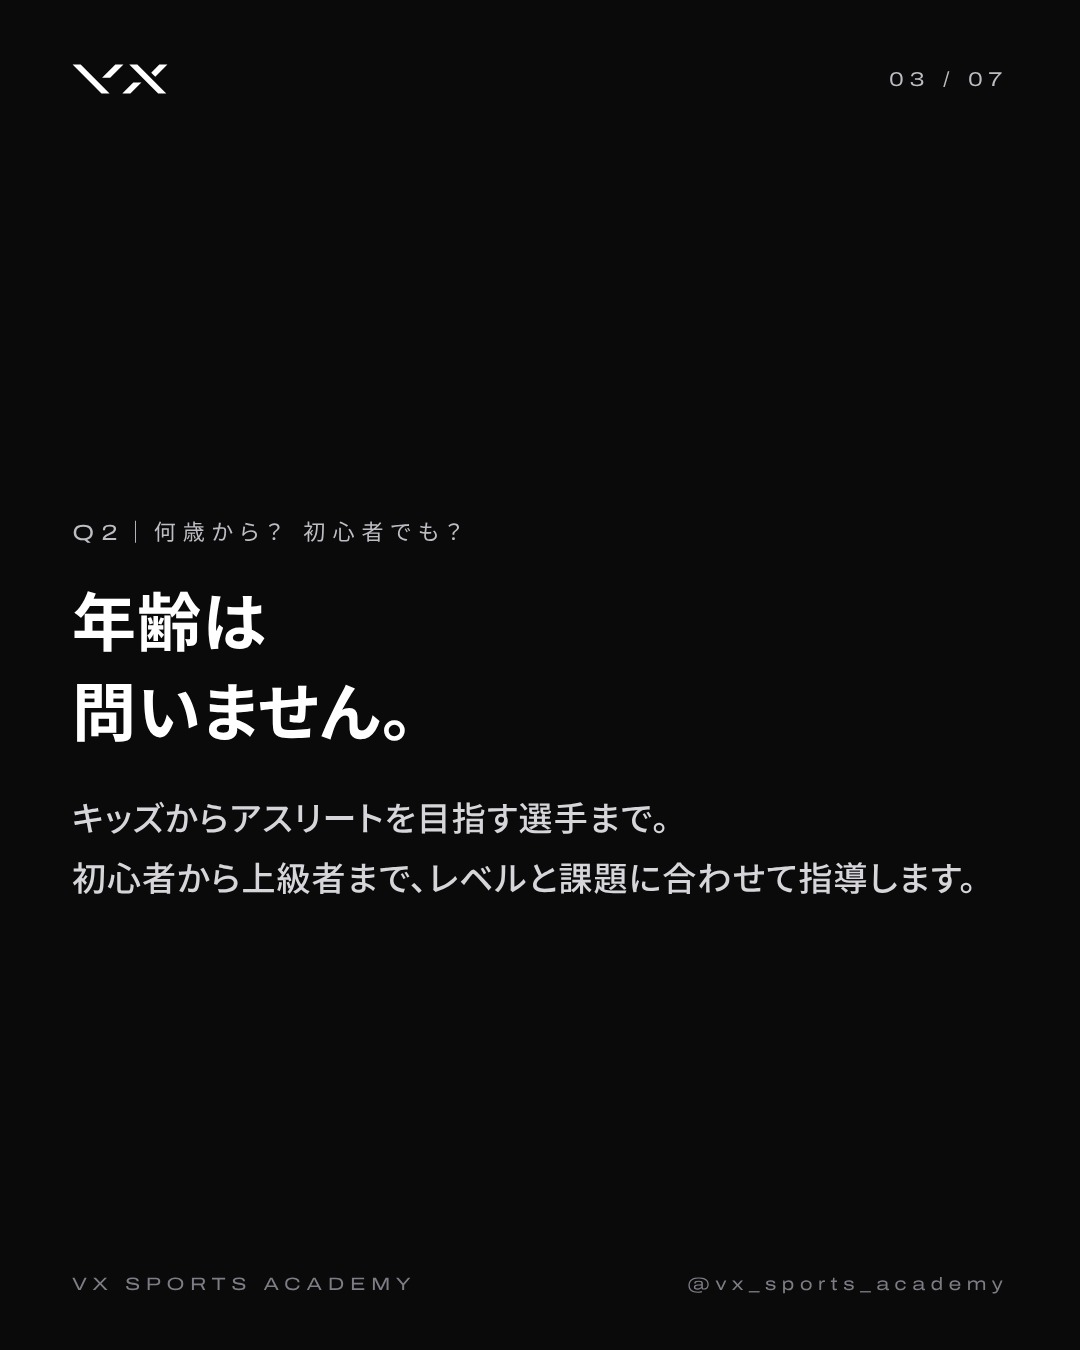 VX
03 / 07
Q2｜何歳から？ 初心者でも？
年齢は
問いません。
キッズからアスリートを目指す選手まで。
初心者から上級者まで、レベルと課題に合わせて指導します。
VX SPORTS ACADEMY
@vx_sports_academy